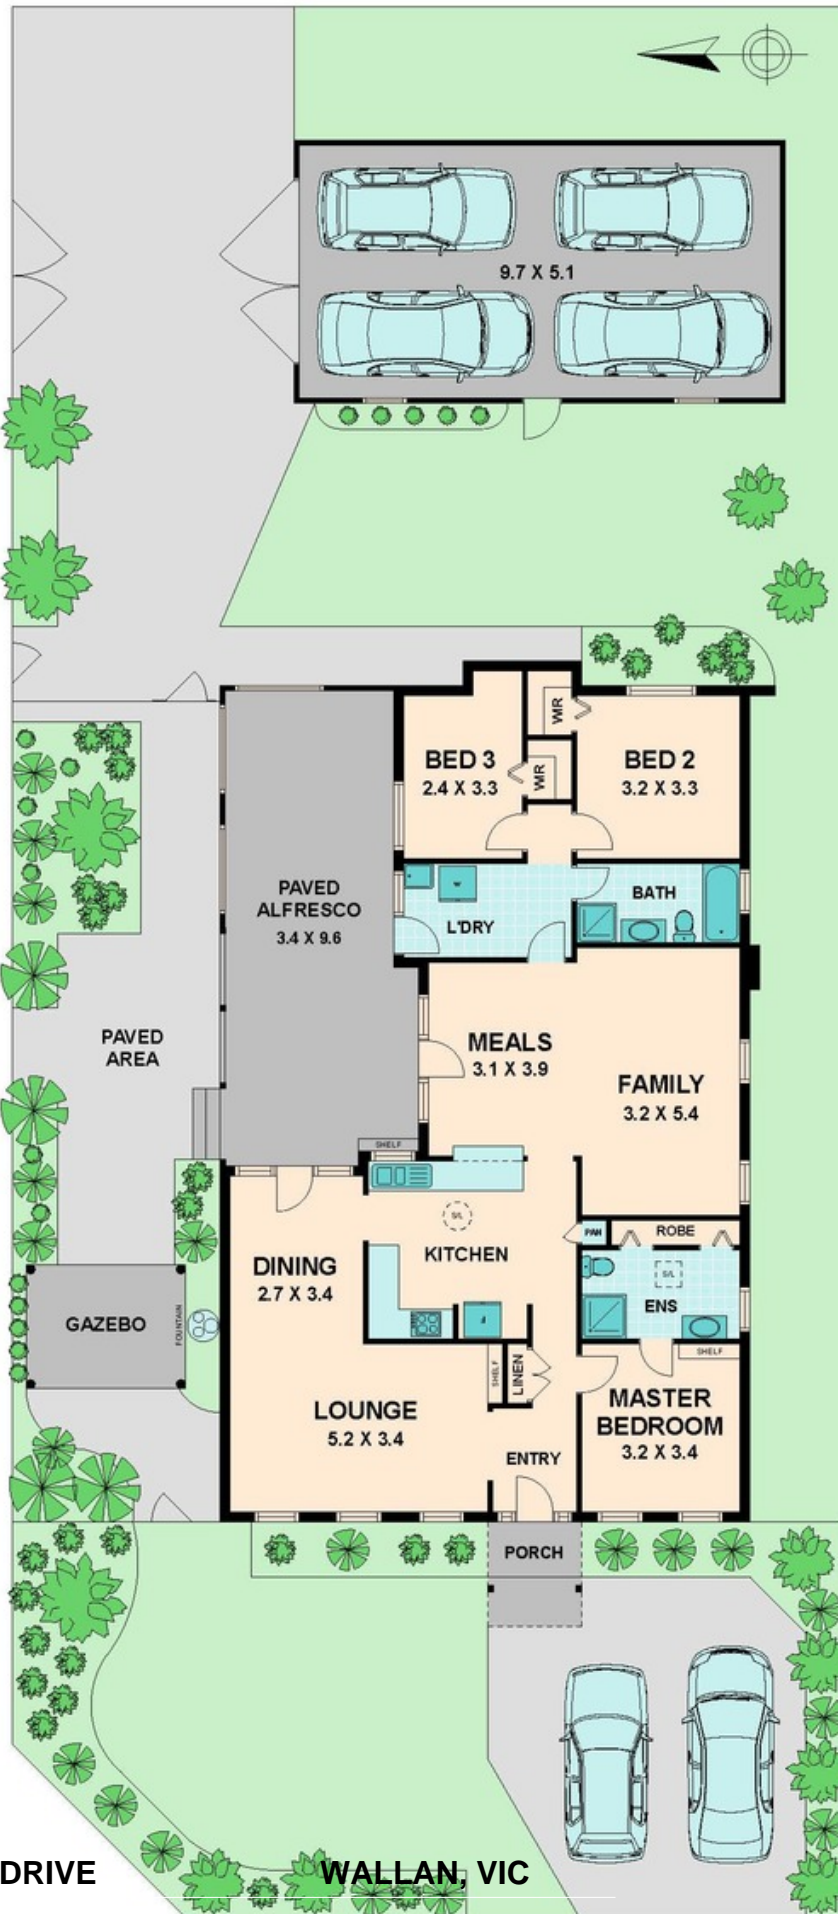 9.7 X 5.1
WIR
BED 3
2.4 X 3.3
WIR
BED 2
3.2 X 3.3
PAVED
ALFRESCO
3.4 X 9.6
W
L'DRY
BATH
PAVED
AREA
MEALS
3.1 X 3.9
FAMILY
3.2 X 5.4
SHELF
S/L
KITCHEN
PAN
ROBE
DINING
2.7 X 3.4
S/L
ENS
GAZEBO
FOUNTAIN
SHELF
SHELF
LINEN
LOUNGE
5.2 X 3.4
MASTER
BEDROOM
3.2 X 3.4
ENTRY
PORCH
DRIVE
WALLAN, VIC